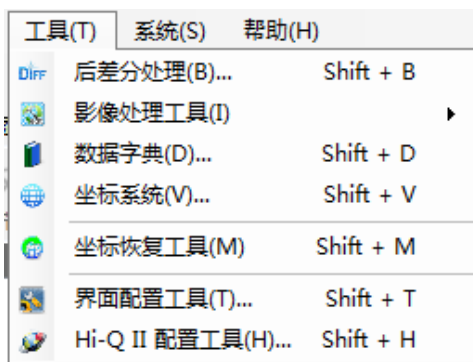 工具(T) 系统(S) 帮助(H)
DIFF 后差分处理(B)... Shift + B
影像处理工具(I)
数据字典(D)... Shift + D
坐标系统(V)... Shift + V
坐标恢复工具(M) Shift + M
界面配置工具(T)... Shift + T
Hi-Q II 配置工具(H)... Shift + H